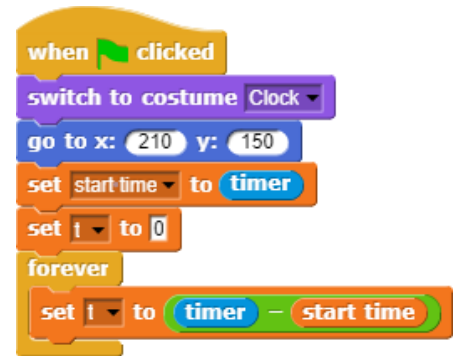 when clicked
switch to costume Clock
go to x: 210 y: 150
set start time to timer
set t to 0
forever
set t to timer - start time